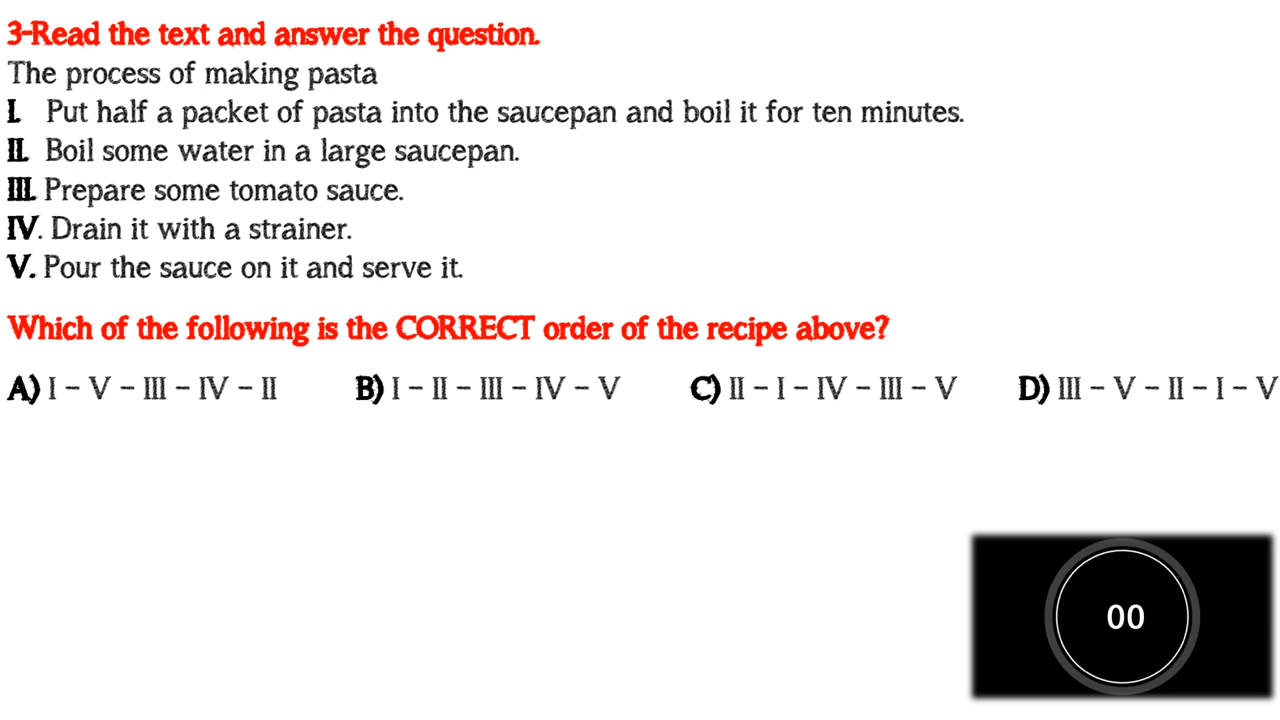 3-Read the text and answer the question.
The process of making pasta
I. Put half a packet of pasta into the saucepan and boil it for ten minutes.
II. Boil some water in a large saucepan.
III. Prepare some tomato sauce.
IV. Drain it with a strainer.
V. Pour the sauce on it and serve it.
Which of the following is the CORRECT order of the recipe above?
A) I – V – III – IV – II B) I – II – III – IV – V C) II – I – IV – III – V D) III – V – II – I – V
00